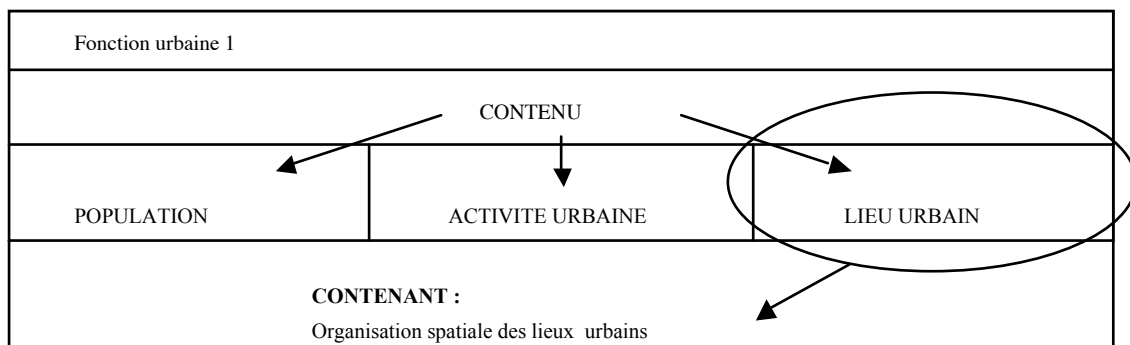 Fonction urbaine 1
CONTENU
POPULATION
ACTIVITE URBAINE
LIEU URBAIN
CONTENANT :
Organisation spatiale des lieux urbains